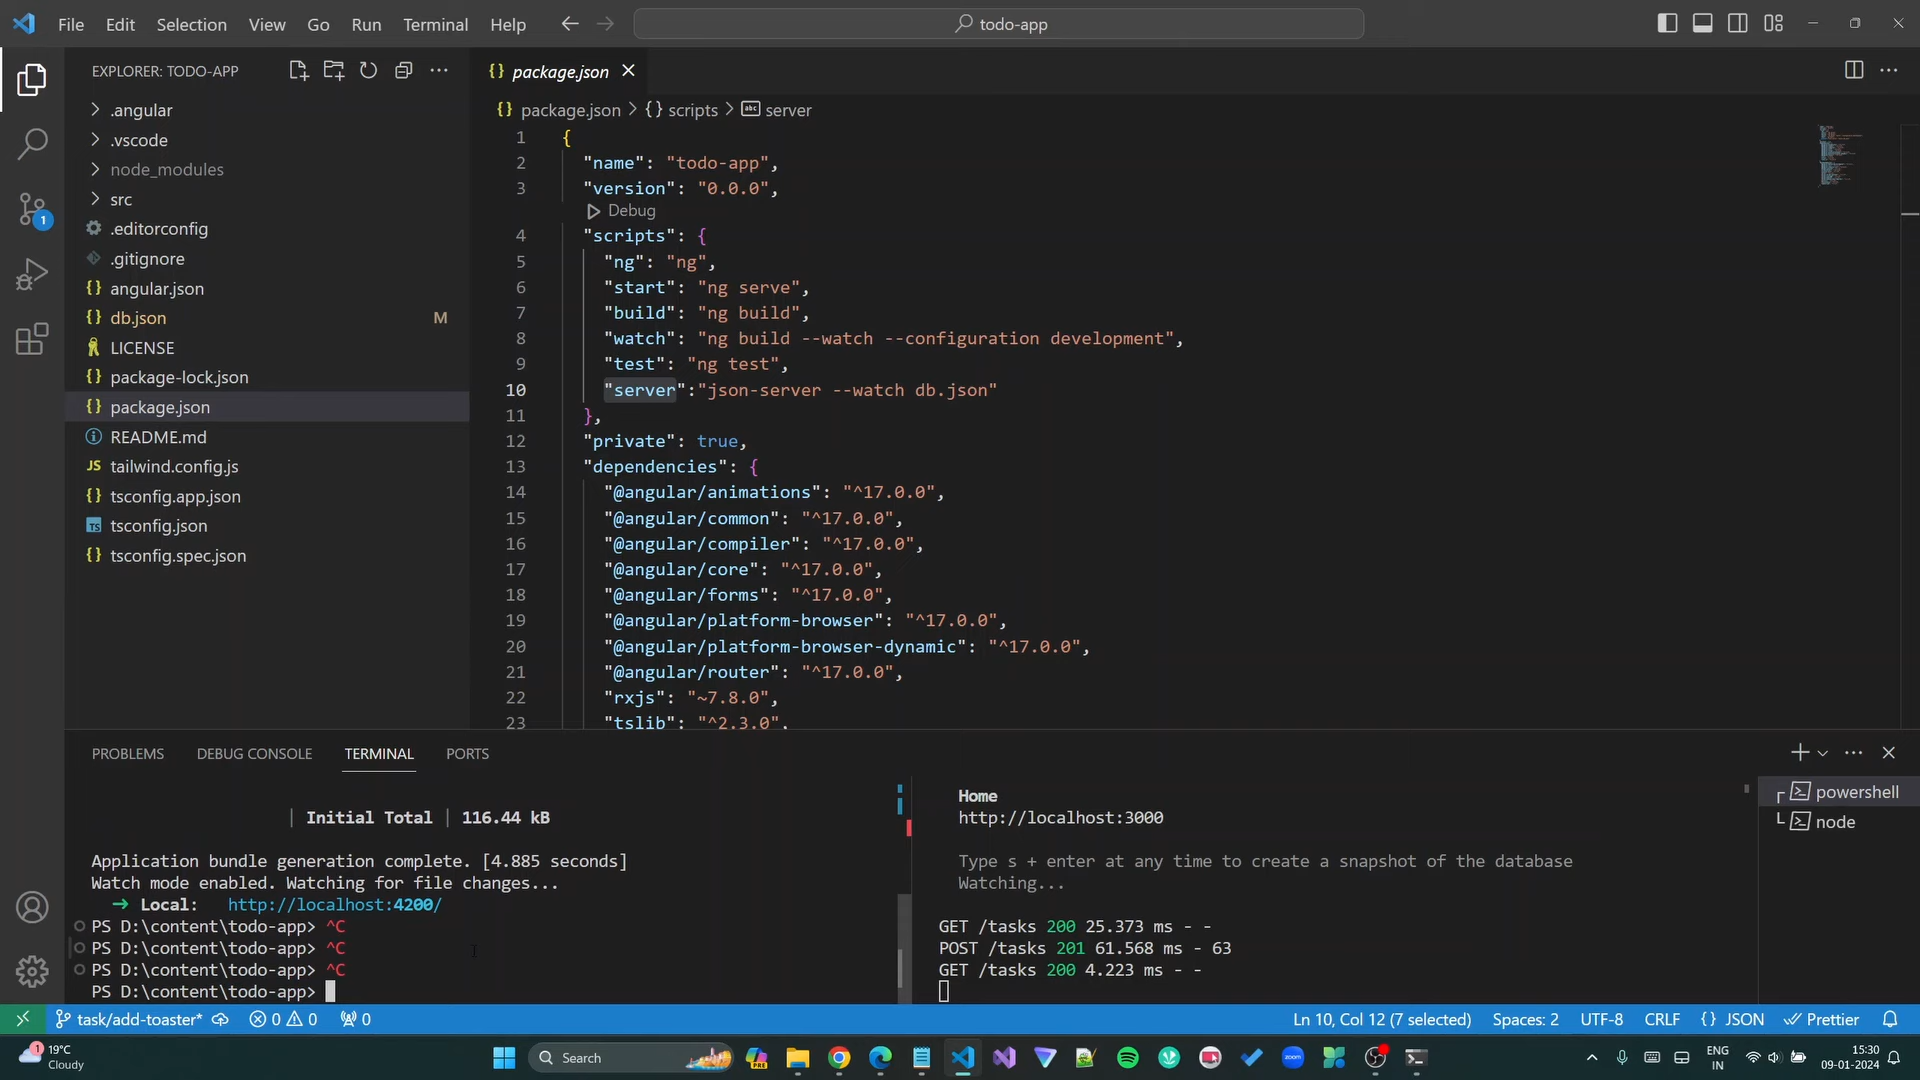 File Edit Selection View Go Run Terminal Help
todo-app
EXPLORER: TODO-APP
.angular
.vscode
node_modules
src
.editorconfig
.gitignore
{} angular.json
{} db.json M
LICENSE
{} package-lock.json
{} package.json
README.md
JS tailwind.config.js
{} tsconfig.app.json
TS tsconfig.json
{} tsconfig.spec.json
1
{} package.json
{} package.json > {} scripts > abc server
1 {
2 "name": "todo-app",
3 "version": "0.0.0",
Debug
4 "scripts": {
5 "ng": "ng",
6 "start": "ng serve",
7 "build": "ng build",
8 "watch": "ng build --watch --configuration development",
9 "test": "ng test",
10 "server":"json-server --watch db.json"
11 },
12 "private": true,
13 "dependencies": {
14 "@angular/animations": "^17.0.0",
15 "@angular/common": "^17.0.0",
16 "@angular/compiler": "^17.0.0",
17 "@angular/core": "^17.0.0",
18 "@angular/forms": "^17.0.0",
19 "@angular/platform-browser": "^17.0.0",
20 "@angular/platform-browser-dynamic": "^17.0.0",
21 "@angular/router": "^17.0.0",
22 "rxjs": "~7.8.0",
23 "tslib": "^2.3.0",
PROBLEMS DEBUG CONSOLE TERMINAL PORTS
| Initial Total | 116.44 kB
Application bundle generation complete. [4.885 seconds]
Watch mode enabled. Watching for file changes...
→ Local: http://localhost:4200/
PS D:\content\todo-app> ^C
PS D:\content\todo-app> ^C
PS D:\content\todo-app> ^C
PS D:\content\todo-app>
Home
http://localhost:3000
Type s + enter at any time to create a snapshot of the database
Watching...
GET /tasks 200 25.373 ms - -
POST /tasks 201 61.568 ms - 63
GET /tasks 200 4.223 ms - -
powershell
node
task/add-toaster* 0 0 0
Ln 10, Col 12 (7 selected) Spaces: 2 UTF-8 CRLF {} JSON Prettier
1
19°C
Cloudy
Search
PRE
zoom
ENG
IN
15:30
09-01-2024